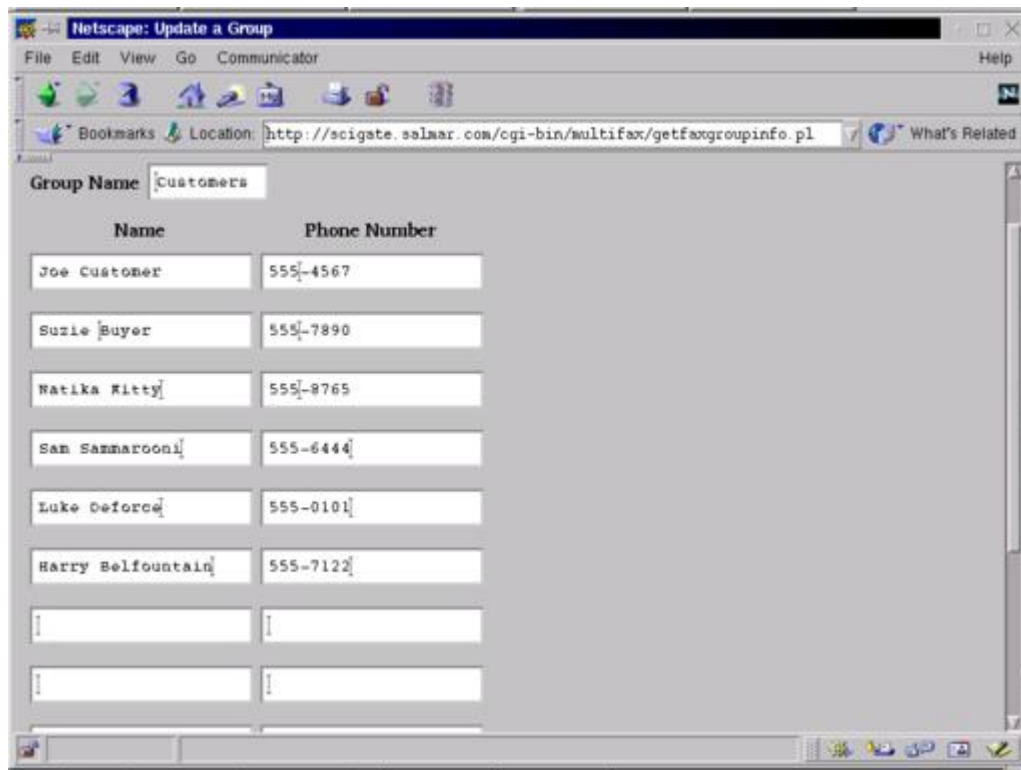 Netscape: Update a Group
File Edit View Go Communicator Help
Bookmarks Location: http://scigate.salmar.com/cgi-bin/multifax/getfaxgroupinfo.pl What's Related
Group Name Customers
Name Phone Number
Joe Customer 555-4567
Suzie Buyer 555-7890
Natika Kitty 555-8765
Sam Sammarooni 555-6444
Luke Deforce 555-0101
Harry Belfountain 555-7122